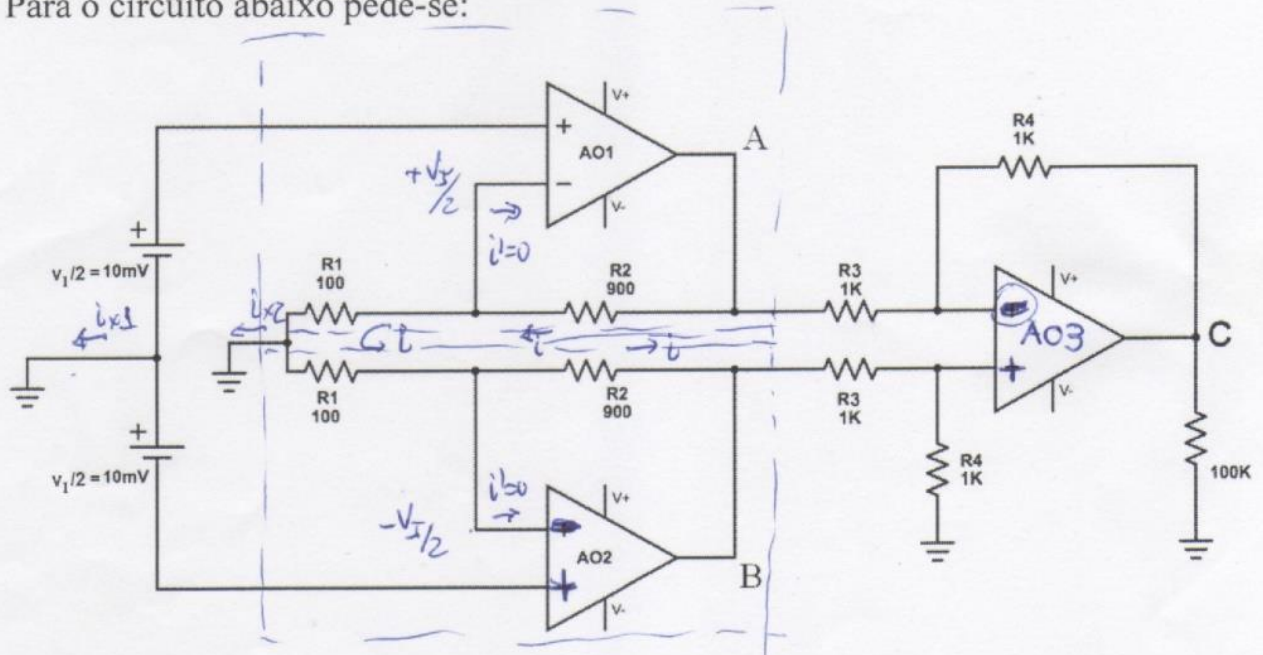 Para o circuito abaixo pede-se:
V+
+
AO1
A
-
V-
+VI/2
i'=0
R4
1K
+
v1/2 = 10mV
R1
100
R2
900
R3
1K
V+
ix1
ix2
i
i
i
AO3
C
+
R1
100
R2
900
R3
1K
V-
+
v1/2 = 10mV
R4
1K
100K
i'=0
V+
-VI/2
AO2
+
B
V-